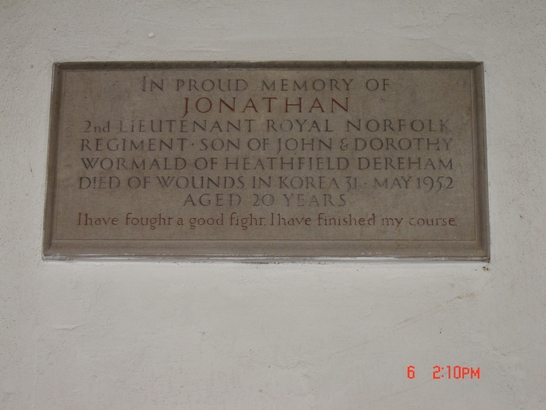 IN PROUD MEMORY OF
JONATHAN
2nd LIEUTENANT ROYAL NORFOLK
REGIMENT · SON OF JOHN & DOROTHY
WORMALD OF HEATHFIELD DEREHAM
DIED OF WOUNDS IN KOREA 31 · MAY 1952
AGED 20 YEARS
I have fought a good fight. I have finished my course
6 2:10PM